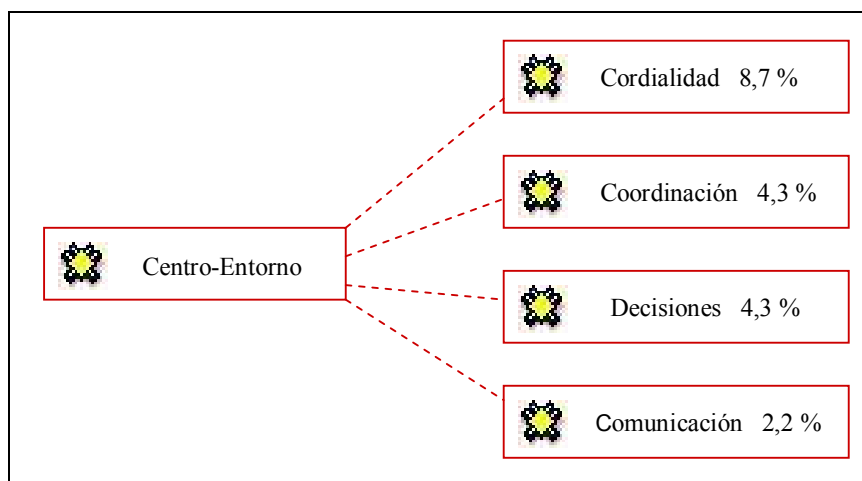 Cordialidad 8,7 %
Coordinación 4,3 %
Centro-Entorno
Decisiones 4,3 %
Comunicación 2,2 %